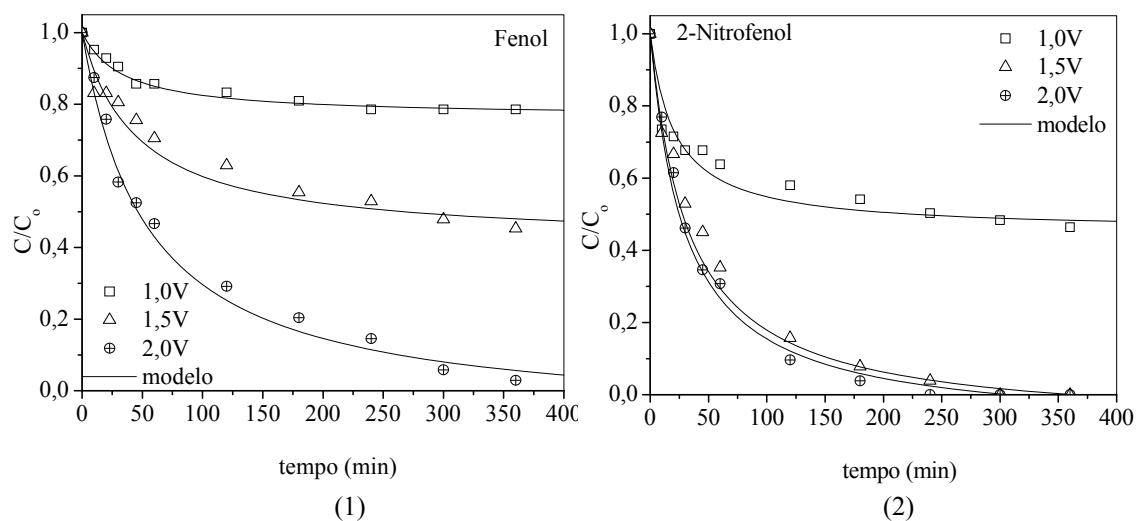 Fenol
1,0
0,8
0,6
0,4
0,2
0,0
C/Co
1,0V
1,5V
2,0V
modelo
0 50 100 150 200 250 300 350 400
tempo (min)
(1)
2-Nitrofenol
1,0
0,8
0,6
0,4
0,2
0,0
C/Co
1,0V
1,5V
2,0V
modelo
0 50 100 150 200 250 300 350 400
tempo (min)
(2)